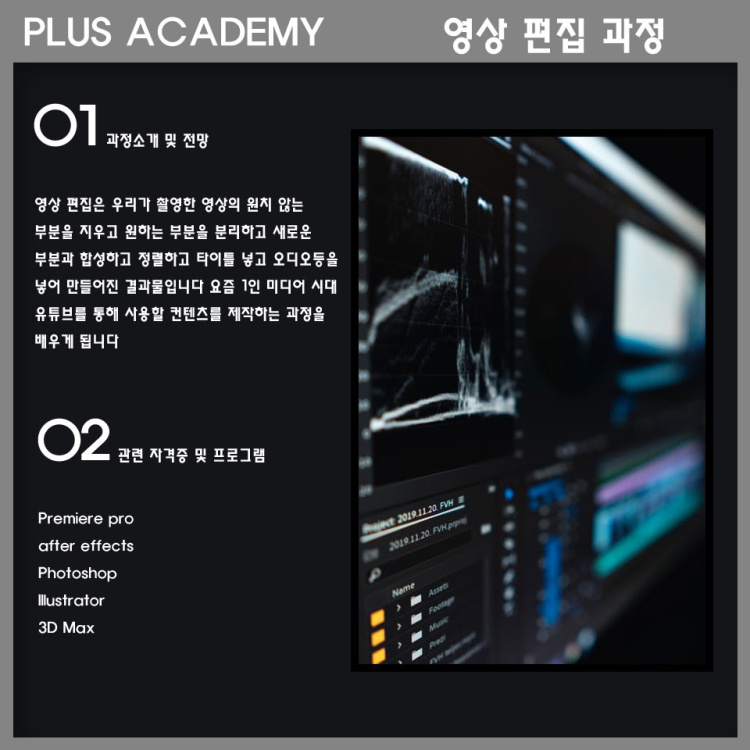 PLUS ACADEMY
영상 편집 과정
01 과정소개 및 전망
영상 편집은 우리가 촬영한 영상의 원치 않는
부분을 지우고 원하는 부분을 분리하고 새로운
부분과 합성하고 정렬하고 타이틀 넣고 오디오등을
넣어 만들어진 결과물입니다 요즘 1인 미디어 시대
유튜브를 통해 사용할 컨텐츠를 제작하는 과정을
배우게 됩니다
02 관련 자격증 및 프로그램
Premiere pro
after effects
Photoshop
Illustrator
3D Max
Project: 2019.11.20. FVH
2019.11.20. FVH.prproj
Name
Assets
Footage
Music
Prezi